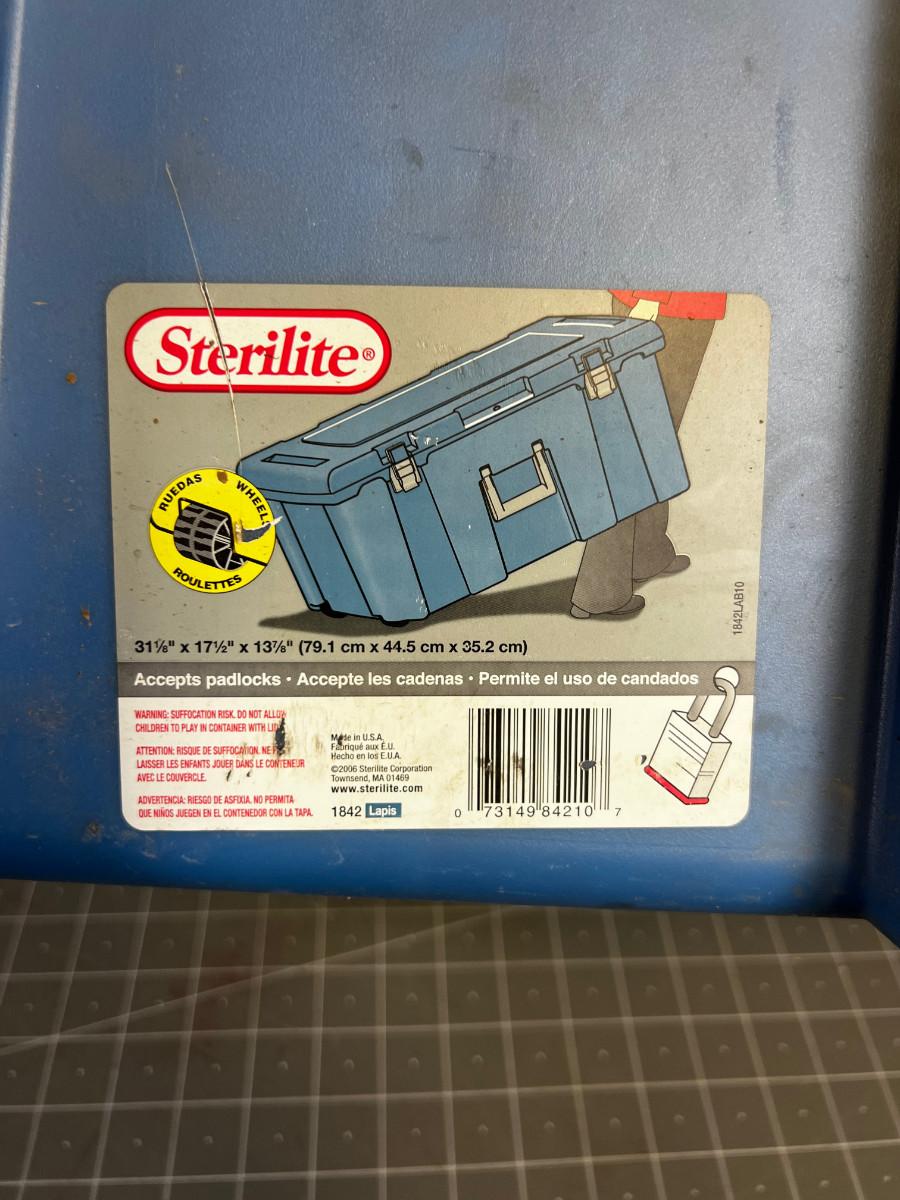 Sterilite®
RUEDAS WHEELS
ROULETTES
1842LAB10
31⅛" x 17½" x 13⅞" (79.1 cm x 44.5 cm x 35.2 cm)
Accepts padlocks • Accepte les cadenas • Permite el uso de candados
WARNING: SUFFOCATION RISK. DO NOT ALLOW
CHILDREN TO PLAY IN CONTAINER WITH LID.
ATTENTION: RISQUE DE SUFFOCATION. NE
LAISSER LES ENFANTS JOUER DANS LE CONTENEUR
AVEC LE COUVERCLE.
ADVERTENCIA: RIESGO DE ASFIXIA. NO PERMITA
QUE NIÑOS JUEGEN EN EL CONTENEDOR CON LA TAPA.
Made in U.S.A.
Fabriqué aux É.U.
Hecho en los E.U.A.
©2006 Sterilite Corporation
Townsend, MA 01469
www.sterilite.com
1842 Lapis
0 73149 84210 7